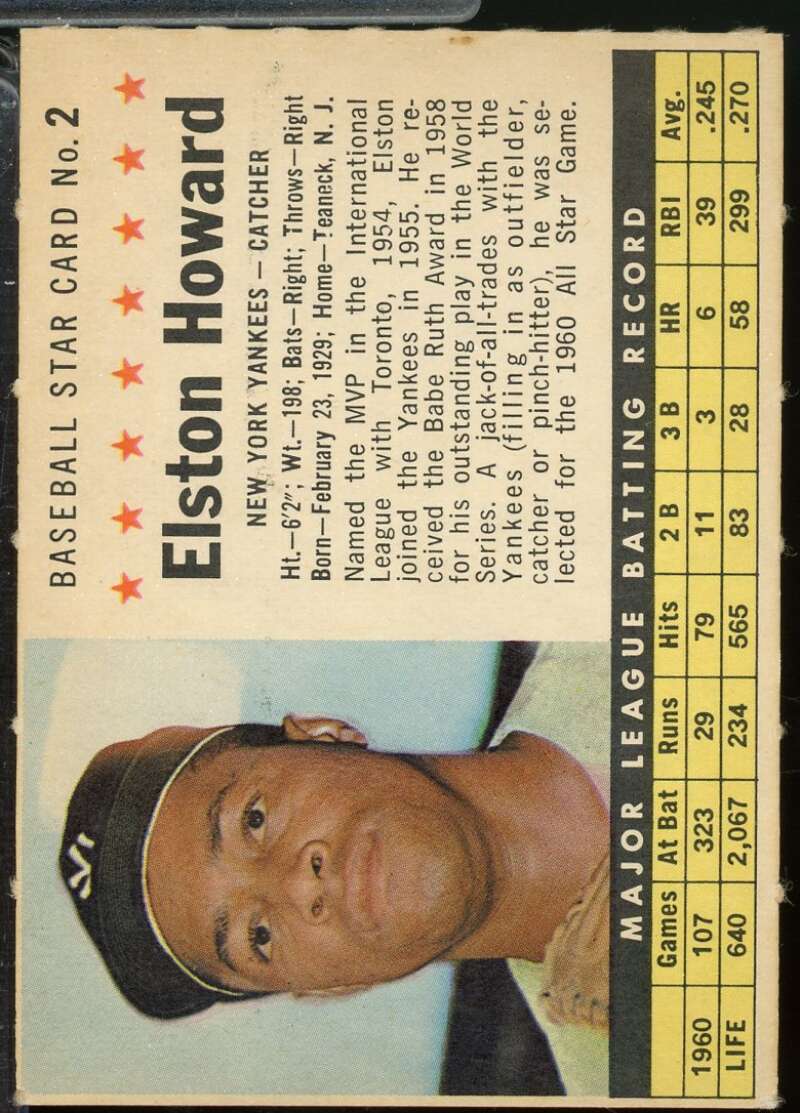 BASEBALL STAR CARD No. 2
Elston Howard
NEW YORK YANKEES — CATCHER
Ht.—6'2"; Wt.—198; Bats—Right; Throws—Right
Born—February 23, 1929; Home—Teaneck, N. J.
Named the MVP in the International
League with Toronto, 1954, Elston
joined the Yankees in 1955. He re-
ceived the Babe Ruth Award in 1958
for his outstanding play in the World
Series. A jack-of-all-trades with the
Yankees (filling in as outfielder,
catcher or pinch-hitter), he was se-
lected for the 1960 All Star Game.
MAJOR LEAGUE BATTING RECORD
Games At Bat Runs Hits 2 B 3 B HR RBI Avg.
1960 107 323 29 79 11 3 6 39 .245
LIFE 640 2,067 234 565 83 28 58 299 .270